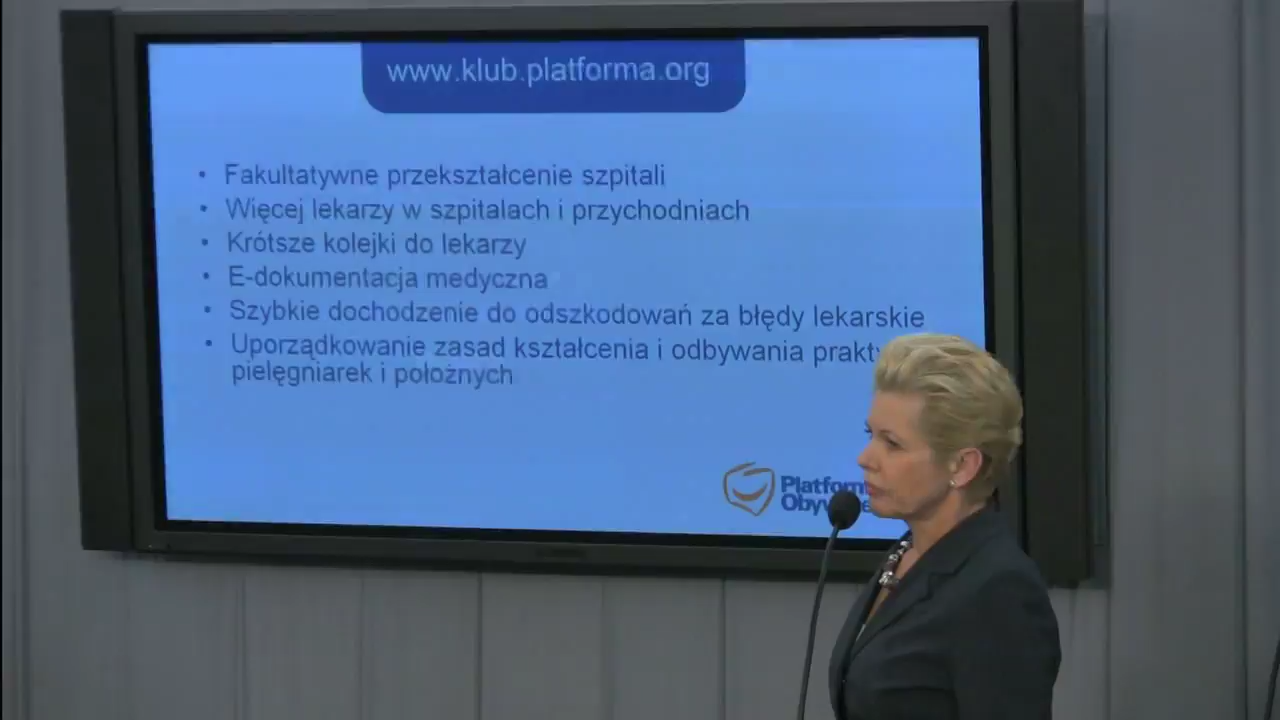 www.klub.platforma.org
• Fakultatywne przekształcenie szpitali
• Więcej lekarzy w szpitalach i przychodniach
• Krótsze kolejki do lekarzy
• E-dokumentacja medyczna
• Szybkie dochodzenie do odszkodowań za błędy lekarskie
• Uporządkowanie zasad kształcenia i odbywania
pielęgniarek i położnych